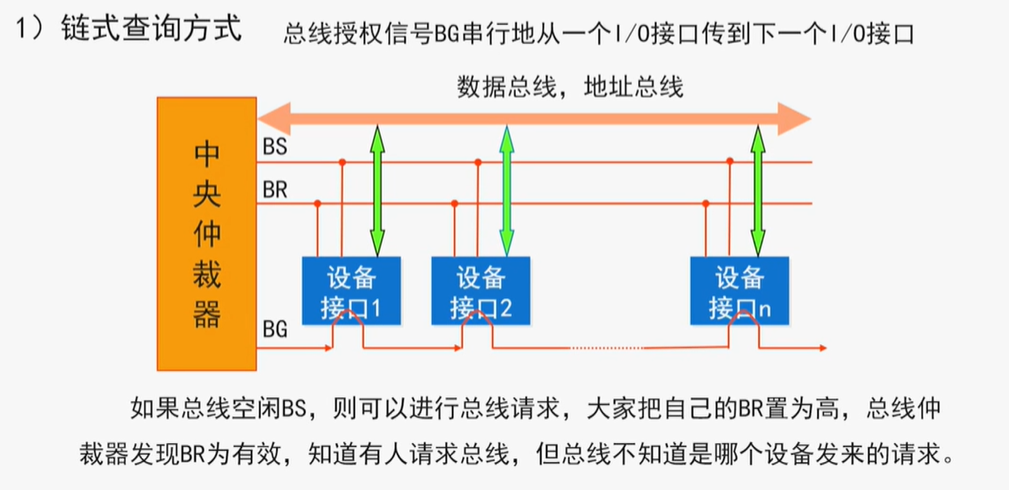 1）链式查询方式 总线授权信号BG串行地从一个I/O接口传到下一个I/O接口
数据总线，地址总线
中央仲裁器
BS
BR
设备接口1
设备接口2
设备接口n
BG
如果总线空闲BS，则可以进行总线请求，大家把自己的BR置为高，总线仲
裁器发现BR为有效，知道有人请求总线，但总线不知道是哪个设备发来的请求。